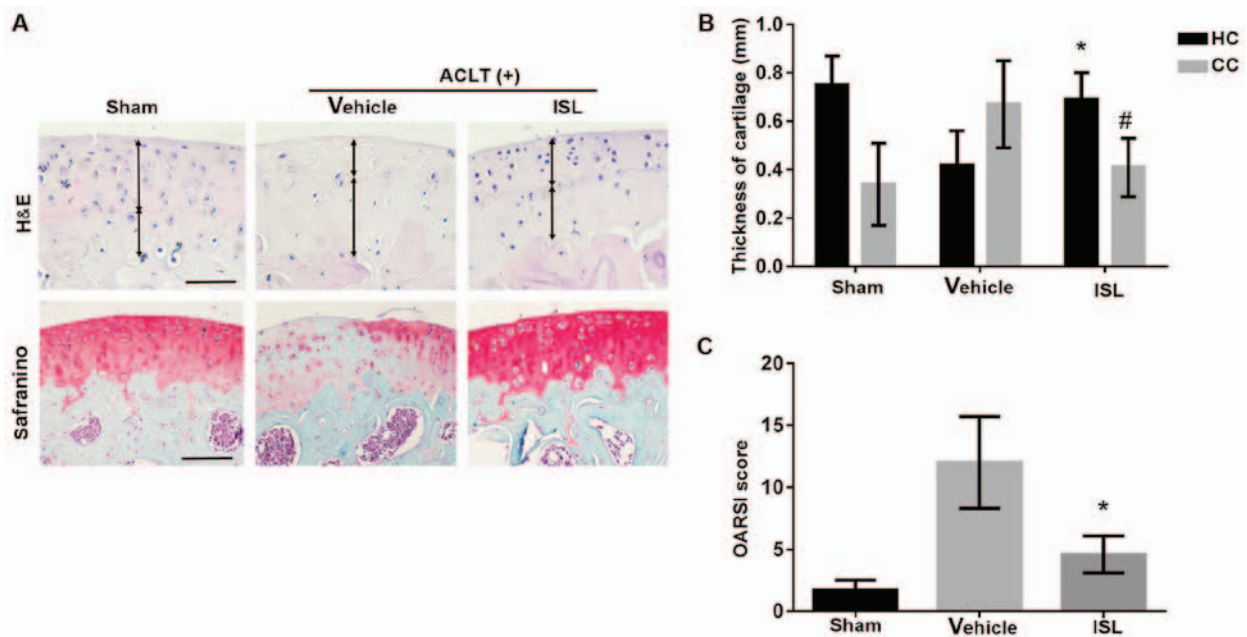 A
ACLT (+)
Sham
Vehicle
ISL
H&E
Safranino
B
Thickness of cartilage (mm)
1.0
0.8
0.6
0.4
0.2
0.0
*
#
HC
CC
Sham
Vehicle
ISL
C
OARSI score
20
15
10
5
0
*
Sham
Vehicle
ISL